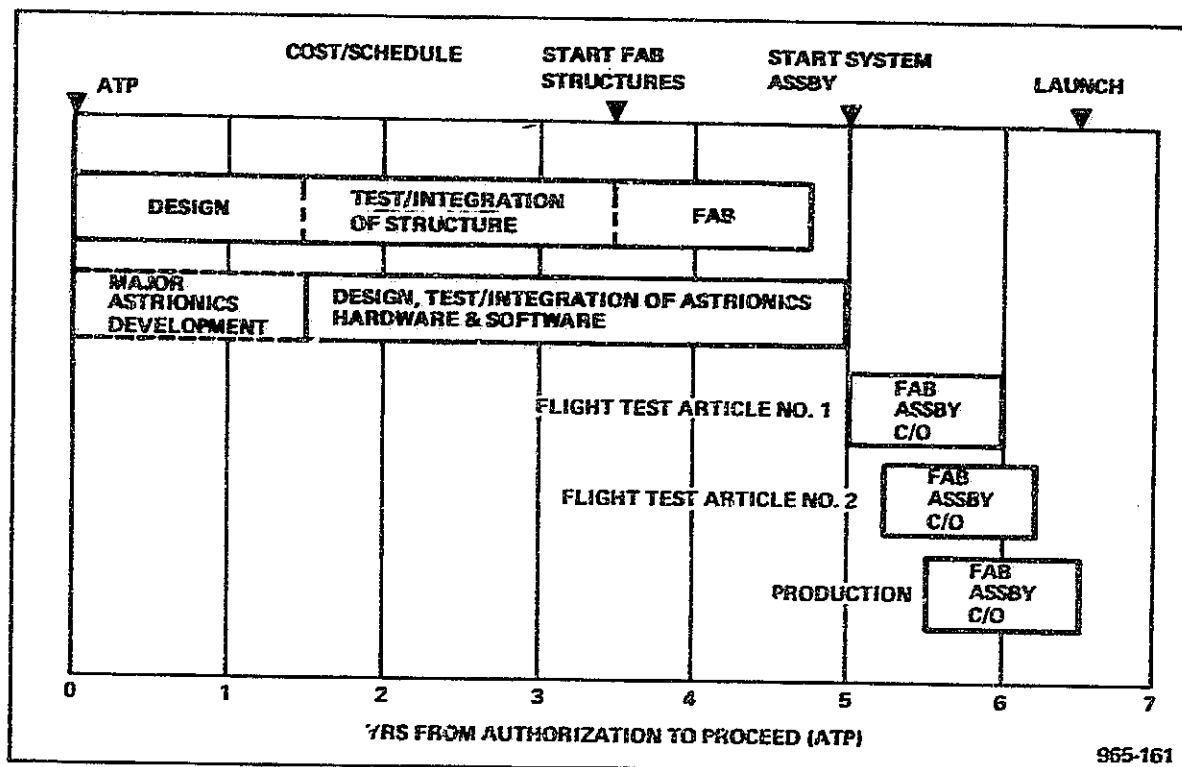 COST/SCHEDULE
ATP
START FAB
STRUCTURES
START SYSTEM
ASSBY
LAUNCH
DESIGN
TEST/INTEGRATION
OF STRUCTURE
FAB
MAJOR
ASTRIONICS
DEVELOPMENT
DESIGN, TEST/INTEGRATION OF ASTRIONICS
HARDWARE & SOFTWARE
FLIGHT TEST ARTICLE NO. 1
FAB
ASSBY
C/O
FLIGHT TEST ARTICLE NO. 2
FAB
ASSBY
C/O
PRODUCTION
FAB
ASSBY
C/O
0 1 2 3 4 5 6 7
YRS FROM AUTHORIZATION TO PROCEED (ATP)
965-161